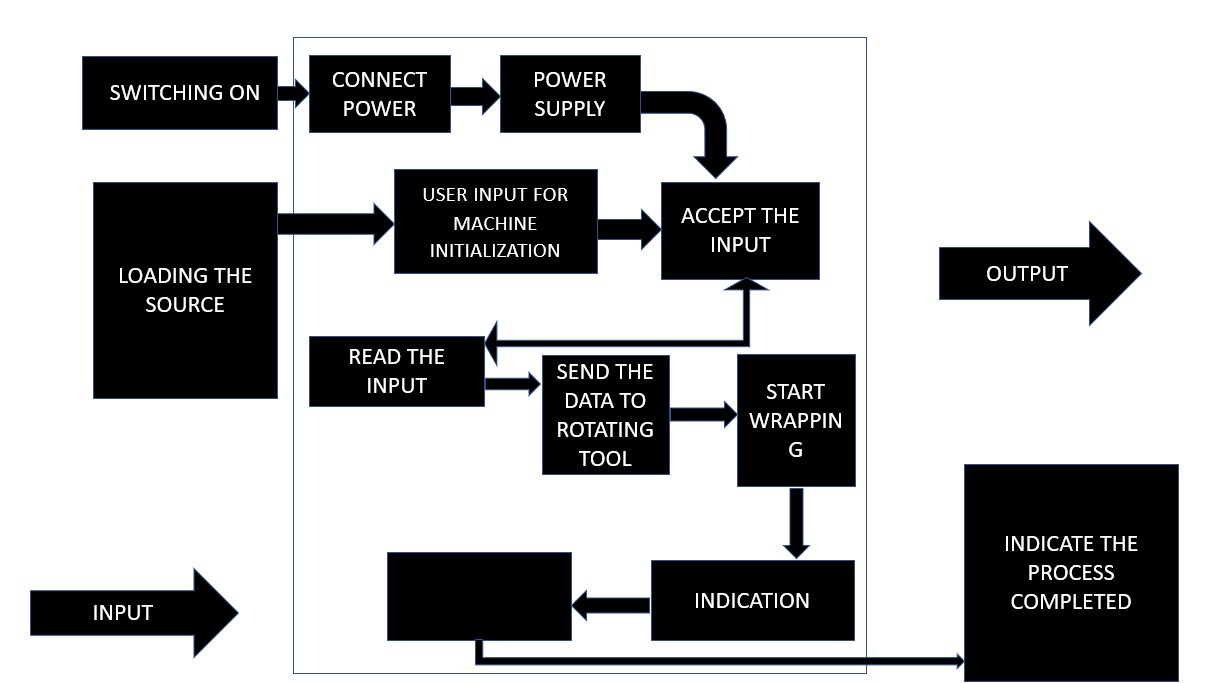 SWITCHING ON
CONNECT
POWER
POWER
SUPPLY
LOADING THE
SOURCE
USER INPUT FOR
MACHINE
INITIALIZATION
ACCEPT THE
INPUT
OUTPUT
READ THE
INPUT
SEND THE
DATA TO
ROTATING
TOOL
START
WRAPPIN
G
INPUT
INDICATION
INDICATE THE
PROCESS
COMPLETED